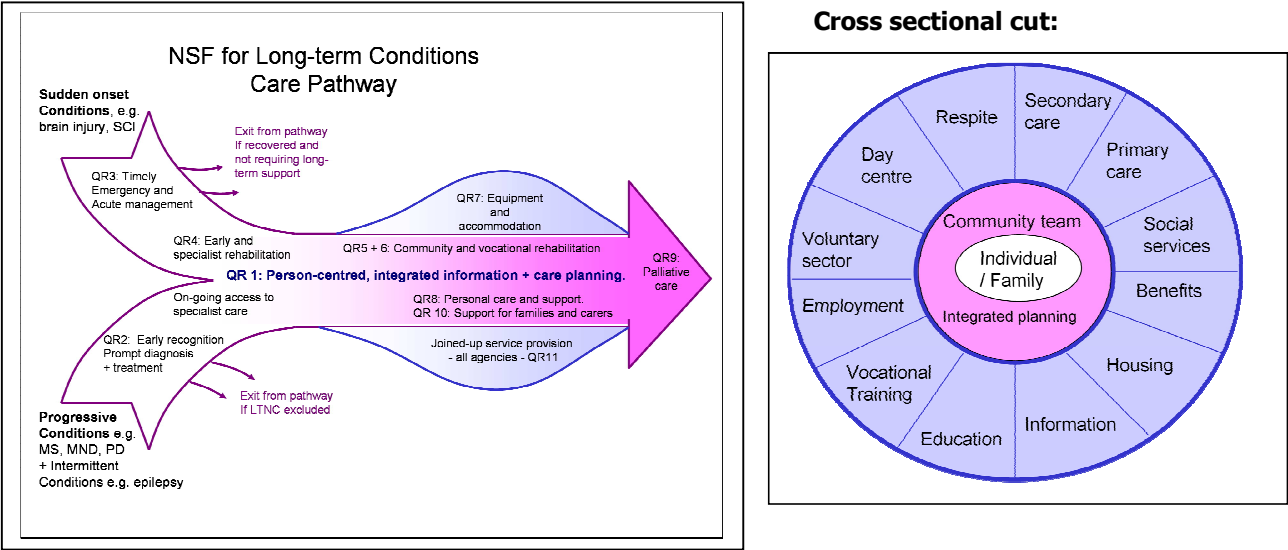 NSF for Long-term Conditions
Care Pathway
Sudden onset
Conditions, e.g.
brain injury, SCI
Exit from pathway
If recovered and
not requiring long-
term support
QR3: Timely
Emergency and
Acute management
QR7: Equipment
and
accommodation
QR4: Early and
specialist rehabilitation
QR5 + 6: Community and vocational rehabilitation
QR 1: Person-centred, integrated information + care planning.
QR9:
Palliative
care
On-going access to
specialist care
QR8: Personal care and support.
QR 10: Support for families and carers
QR2: Early recognition
Prompt diagnosis
+ treatment
Joined-up service provision
- all agencies - QR11
Exit from pathway
If LTNC excluded
Progressive
Conditions e.g.
MS, MND, PD
+ Intermittent
Conditions e.g. epilepsy
Cross sectional cut:
Respite
Secondary
care
Day
centre
Primary
care
Voluntary
sector
Social
services
Employment
Benefits
Vocational
Training
Housing
Education
Information
Community team
Individual
/ Family
Integrated planning